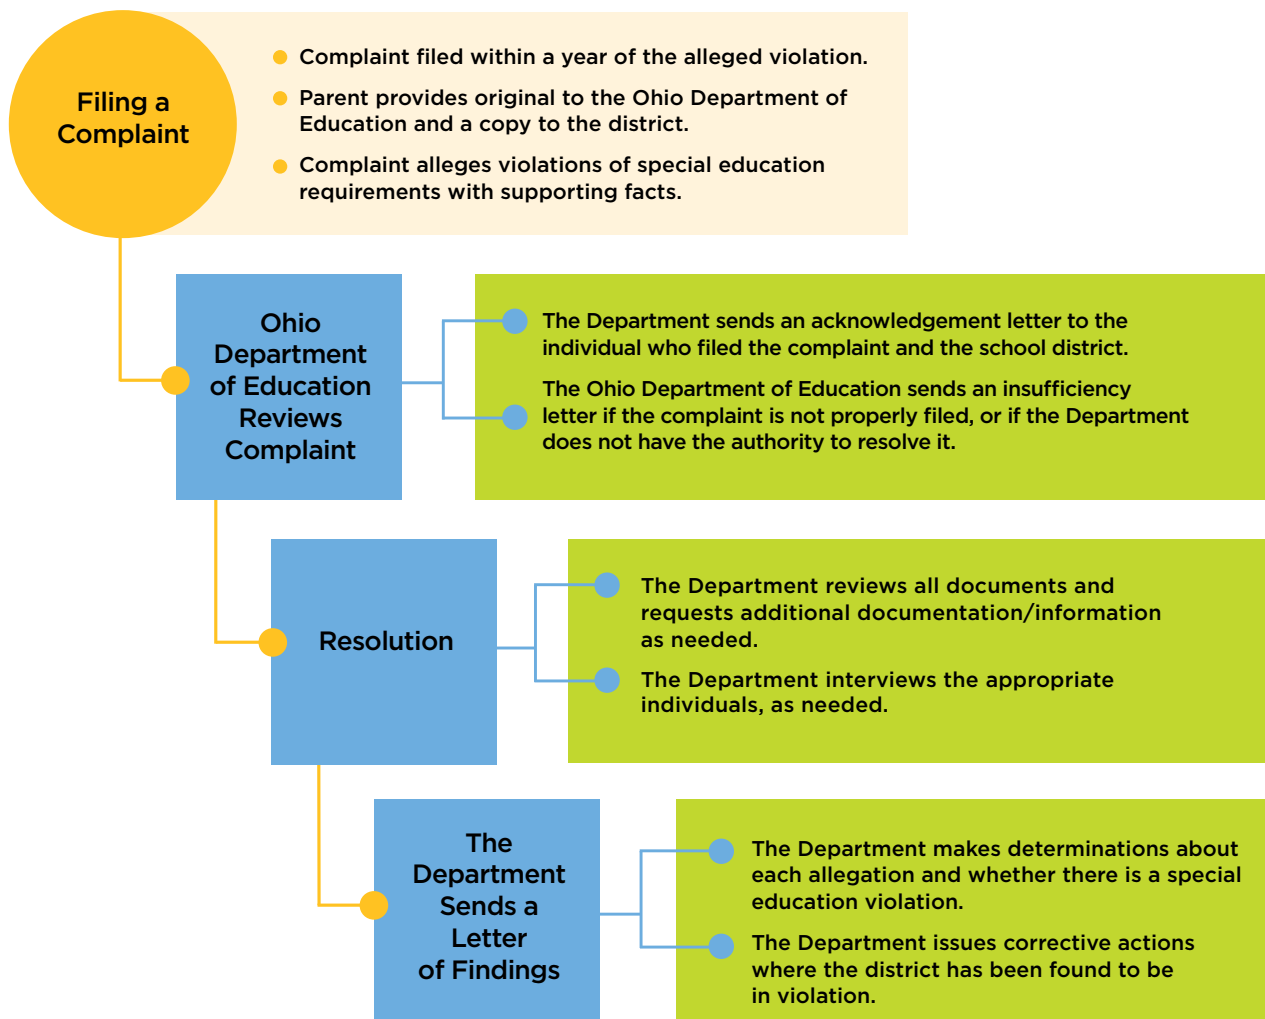 Filing a
Complaint
Complaint filed within a year of the alleged violation.
Parent provides original to the Ohio Department of
Education and a copy to the district.
Complaint alleges violations of special education
requirements with supporting facts.
Ohio
Department
of Education
Reviews
Complaint
The Department sends an acknowledgement letter to the
individual who filed the complaint and the school district.
The Ohio Department of Education sends an insufficiency
letter if the complaint is not properly filed, or if the Department
does not have the authority to resolve it.
Resolution
The Department reviews all documents and
requests additional documentation/information
as needed.
The Department interviews the appropriate
individuals, as needed.
The
Department
Sends a
Letter
of Findings
The Department makes determinations about
each allegation and whether there is a special
education violation.
The Department issues corrective actions
where the district has been found to be
in violation.